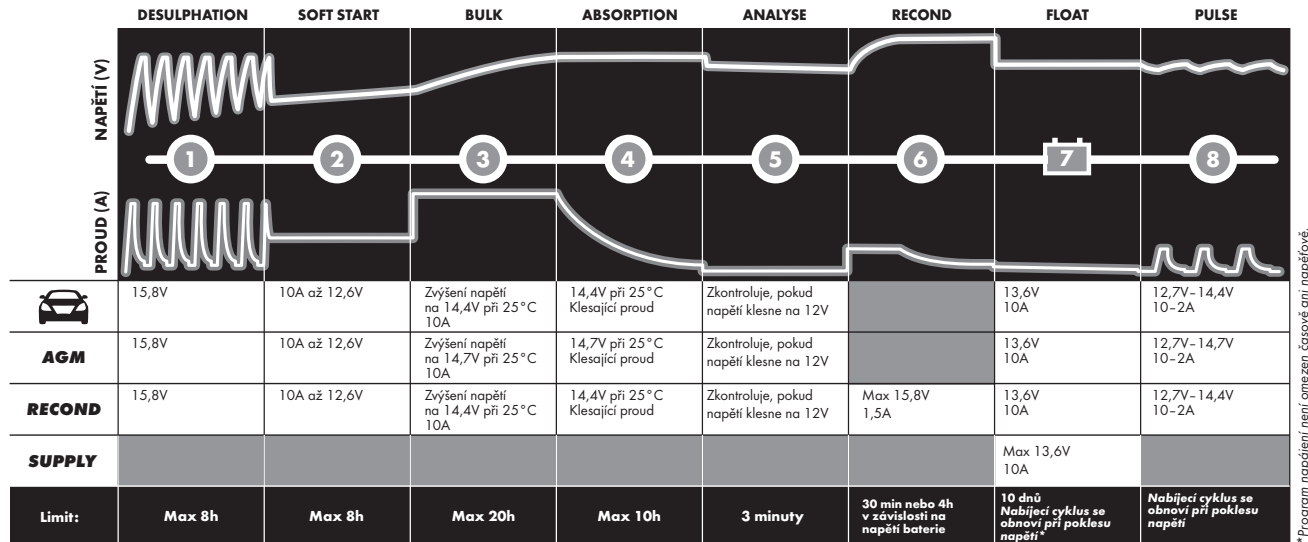 DESULPHATION SOFT START BULK ABSORPTION ANALYSE RECOND FLOAT PULSE
NAPĚTÍ (V)
1 2 3 4 5 6 7 8
PROUD (A)
15,8V
10A až 12,6V
Zvýšení napětí
na 14,4V při 25°C
10A
14,4V při 25°C
Klesající proud
Zkontroluje, pokud
napětí klesne na 12V
13,6V
10A
12,7V–14,4V
10–2A
AGM
15,8V
10A až 12,6V
Zvýšení napětí
na 14,7V při 25°C
10A
14,7V při 25°C
Klesající proud
Zkontroluje, pokud
napětí klesne na 12V
13,6V
10A
12,7V–14,7V
10–2A
RECOND
15,8V
10A až 12,6V
Zvýšení napětí
na 14,4V při 25°C
10A
14,4V při 25°C
Klesající proud
Zkontroluje, pokud
napětí klesne na 12V
Max 15,8V
1,5A
13,6V
10A
12,7V–14,4V
10–2A
SUPPLY
Max 13,6V
10A
Limit:
Max 8h
Max 8h
Max 20h
Max 10h
3 minuty
30 min nebo 4h
v závislosti na
napětí baterie
10 dnů
Nabíjecí cyklus se
obnoví při poklesu
napětí*
Nabíjecí cyklus se
obnoví při poklesu
napětí
*Program napájení není omezen časově ani napěťově.